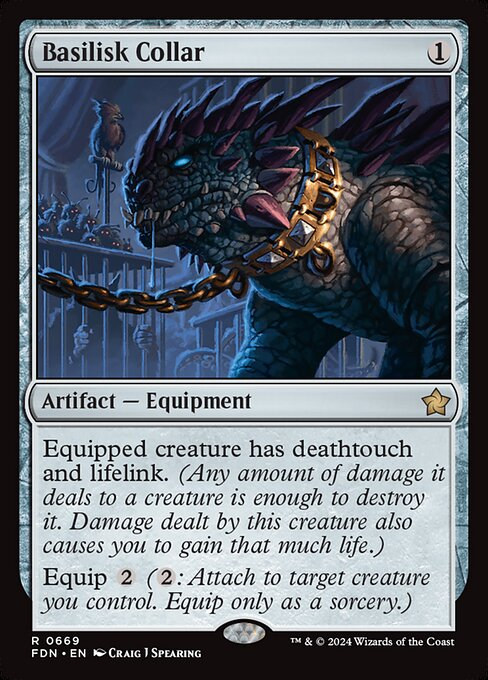 Basilisk Collar 1
Artifact — Equipment
Equipped creature has deathtouch
and lifelink. (Any amount of damage it
deals to a creature is enough to destroy
it. Damage dealt by this creature also
causes you to gain that much life.)
Equip 2 (2: Attach to target creature
you control. Equip only as a sorcery.)
R 0669
FDN • EN Craig J Spearing
™ & © 2024 Wizards of the Coast